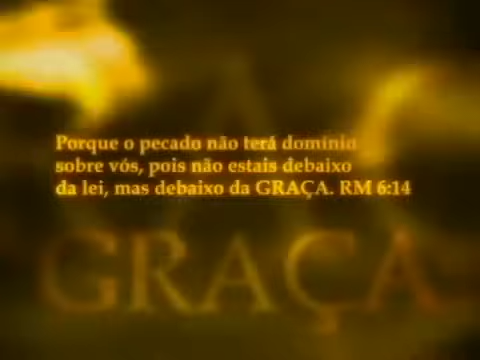 Porque o pecado não terá domínio
sobre vós, pois não estais debaixo
da lei, mas debaixo da GRAÇA. RM 6:14
GRAÇA